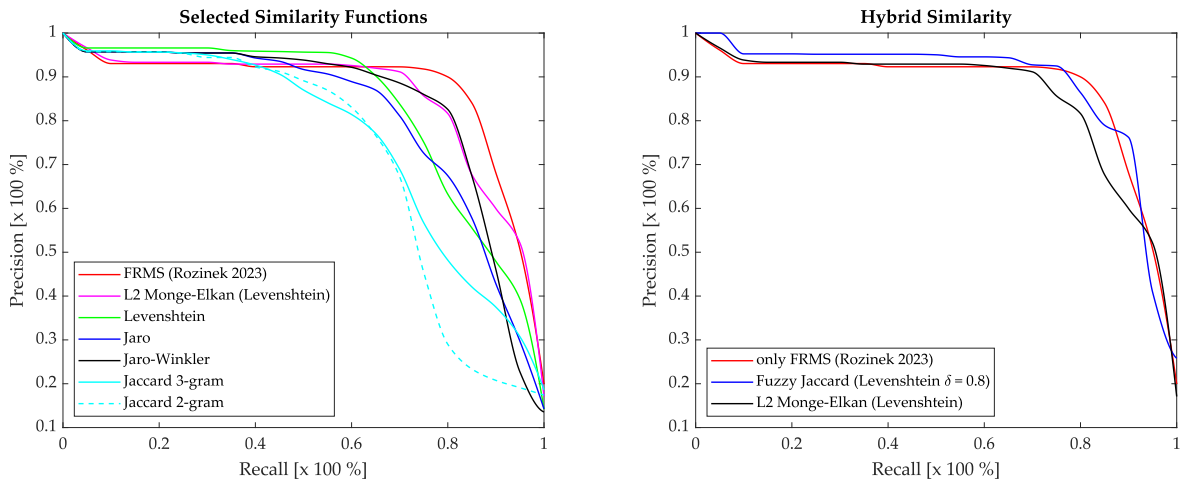 Selected Similarity Functions
1
0.9
0.8
0.7
0.6
0.5
0.4
0.3
0.2
0.1
Precision [x 100 %]
FRMS (Rozinek 2023)
L2 Monge-Elkan (Levenshtein)
Levenshtein
Jaro
Jaro-Winkler
Jaccard 3-gram
Jaccard 2-gram
0 0.2 0.4 0.6 0.8 1
Recall [x 100 %]
Hybrid Similarity
1
0.9
0.8
0.7
0.6
0.5
0.4
0.3
0.2
0.1
Precision [x 100 %]
only FRMS (Rozinek 2023)
Fuzzy Jaccard (Levenshtein δ = 0.8)
L2 Monge-Elkan (Levenshtein)
0 0.2 0.4 0.6 0.8 1
Recall [x 100 %]